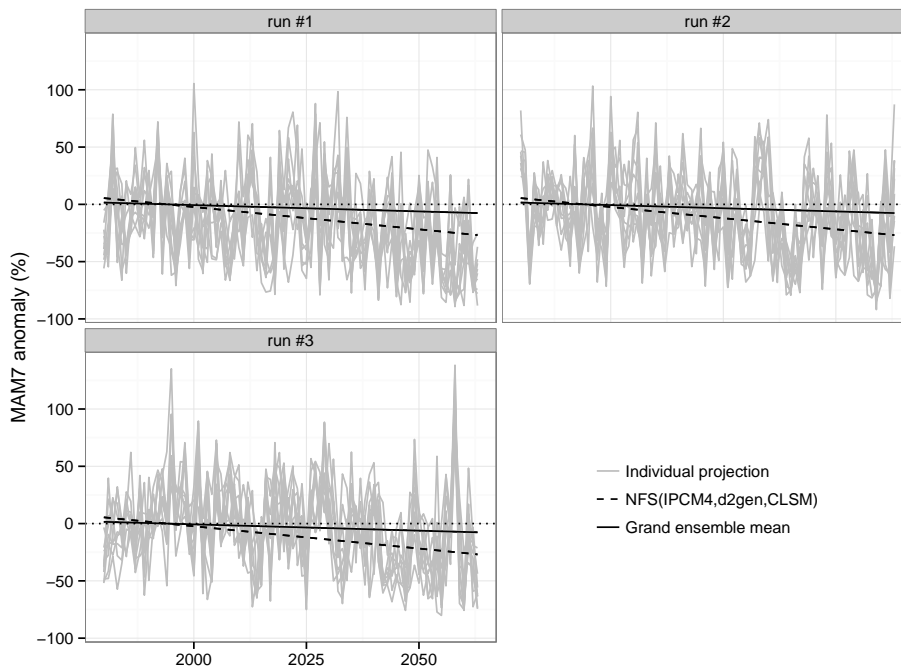 run #1
run #2
100
50
0
−50
−100
MAM7 anomaly (%)
run #3
100
50
0
−50
−100
2000
2025
2050
Individual projection
NFS(IPCM4,d2gen,CLSM)
Grand ensemble mean